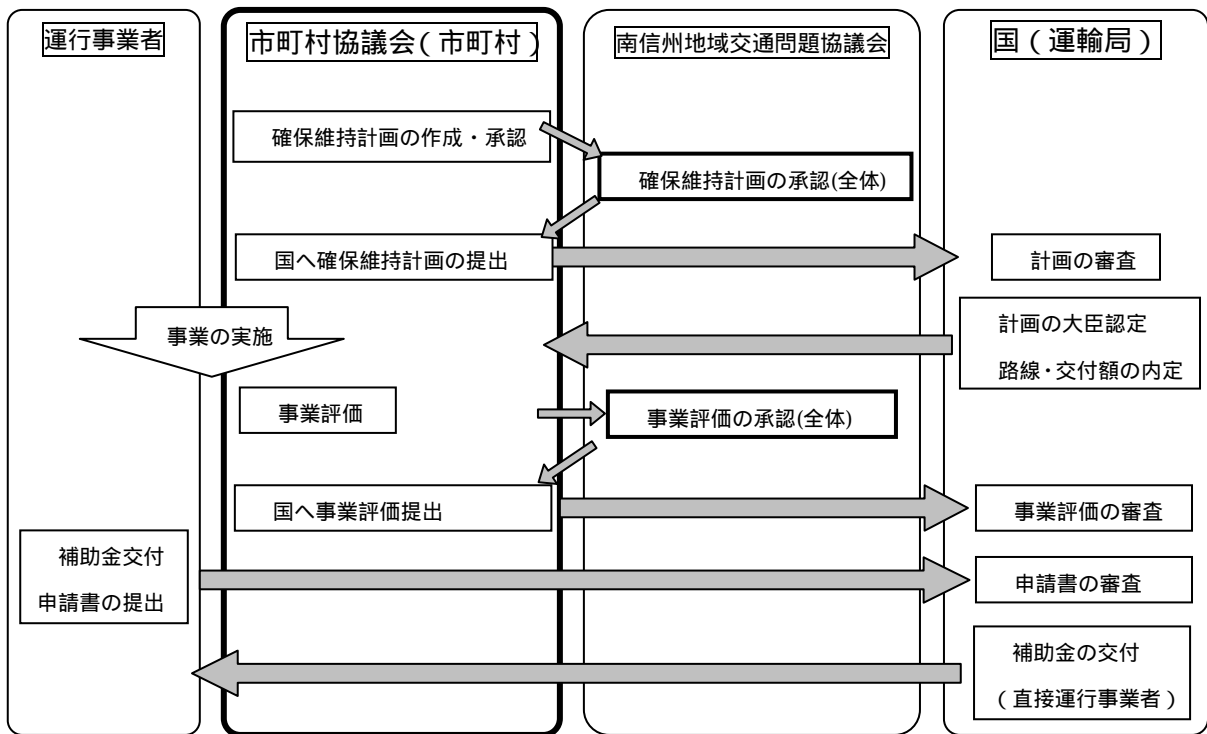 運行事業者
市町村協議会(市町村)
南信州地域交通問題協議会
国(運輸局)
確保維持計画の作成・承認
確保維持計画の承認(全体)
国へ確保維持計画の提出
計画の審査
事業の実施
計画の大臣認定
路線・交付額の内定
事業評価
事業評価の承認(全体)
国へ事業評価提出
事業評価の審査
補助金交付
申請書の提出
申請書の審査
補助金の交付
(直接運行事業者)